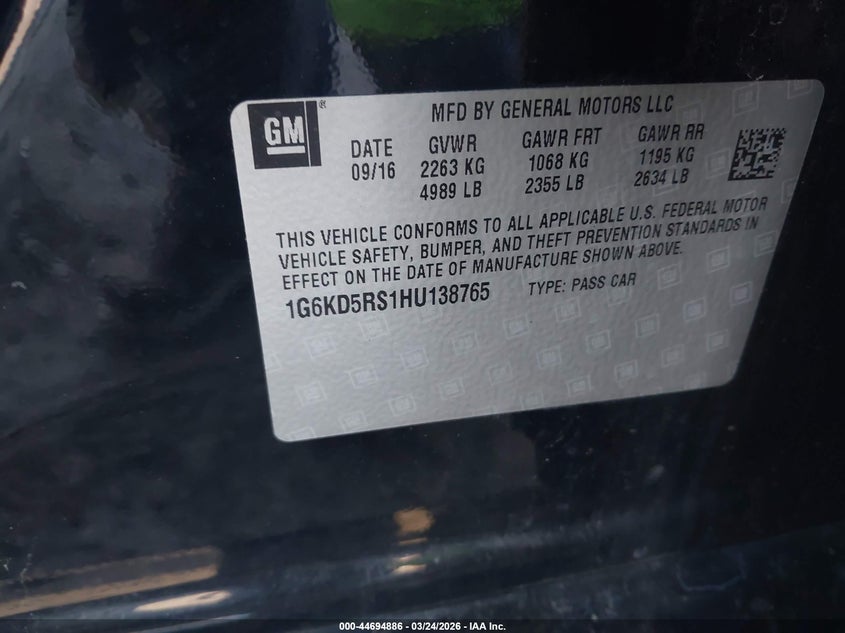 GM®
MFD BY GENERAL MOTORS LLC
DATE GVWR GAWR FRT GAWR RR
09/16 2263 KG 1068 KG 1195 KG
4989 LB 2355 LB 2634 LB
THIS VEHICLE CONFORMS TO ALL APPLICABLE U.S. FEDERAL MOTOR
VEHICLE SAFETY, BUMPER, AND THEFT PREVENTION STANDARDS IN
EFFECT ON THE DATE OF MANUFACTURE SHOWN ABOVE.
1G6KD5RS1HU138765 TYPE: PASS CAR
000-44694886 - 03/24/2026 - IAA Inc.